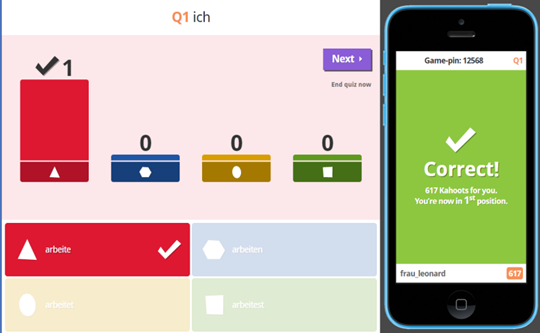 Q1 ich
Next
End quiz now
1
0
0
0
arbeite
arbeiten
arbeitet
arbeitest
Game-pin: 12568
Q1
Correct!
617 Kahoots for you.
You're now in 1st position.
frau_leonard
617